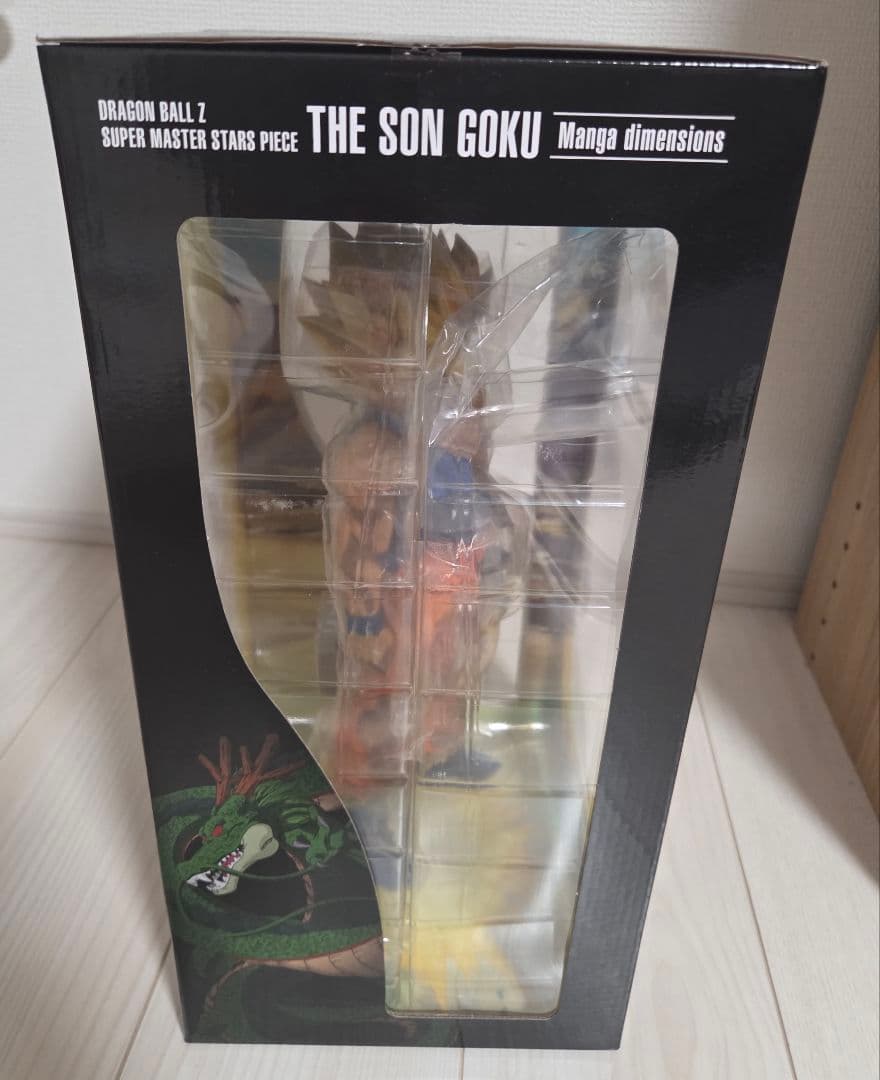 DRAGON BALL Z
SUPER MASTER STARS PIECE THE SON GOKU Manga dimensions